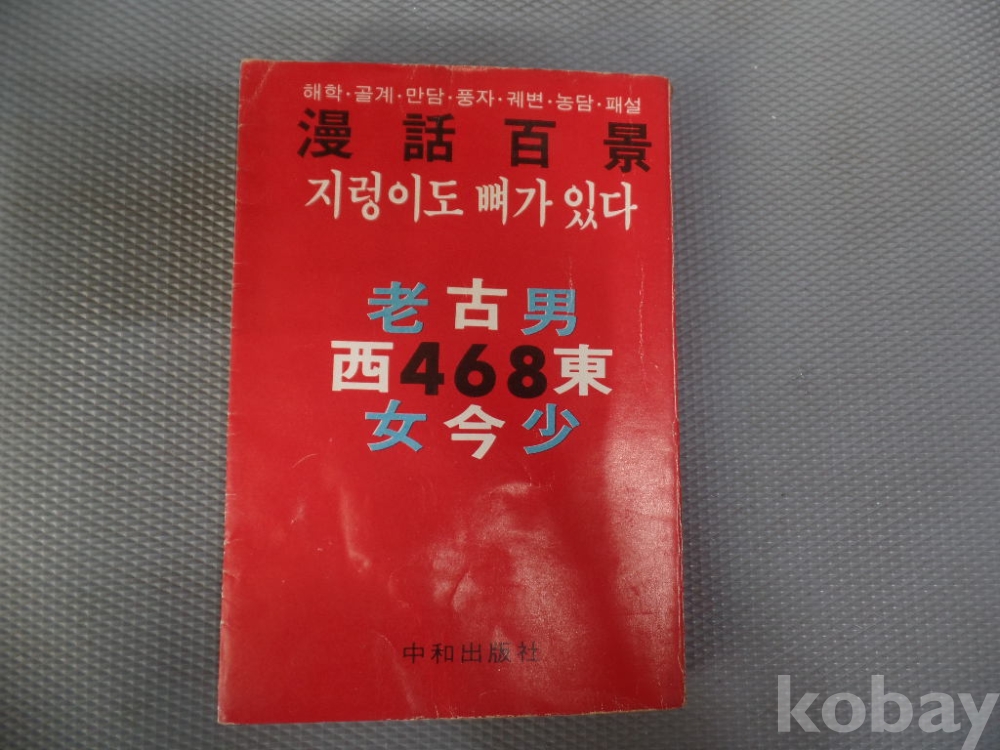 해학·골계·만담·풍자·궤변·농담·패설
漫話百景
지렁이도 뼈가 있다
老古男
西468東
女今少
中和出版社
kobay